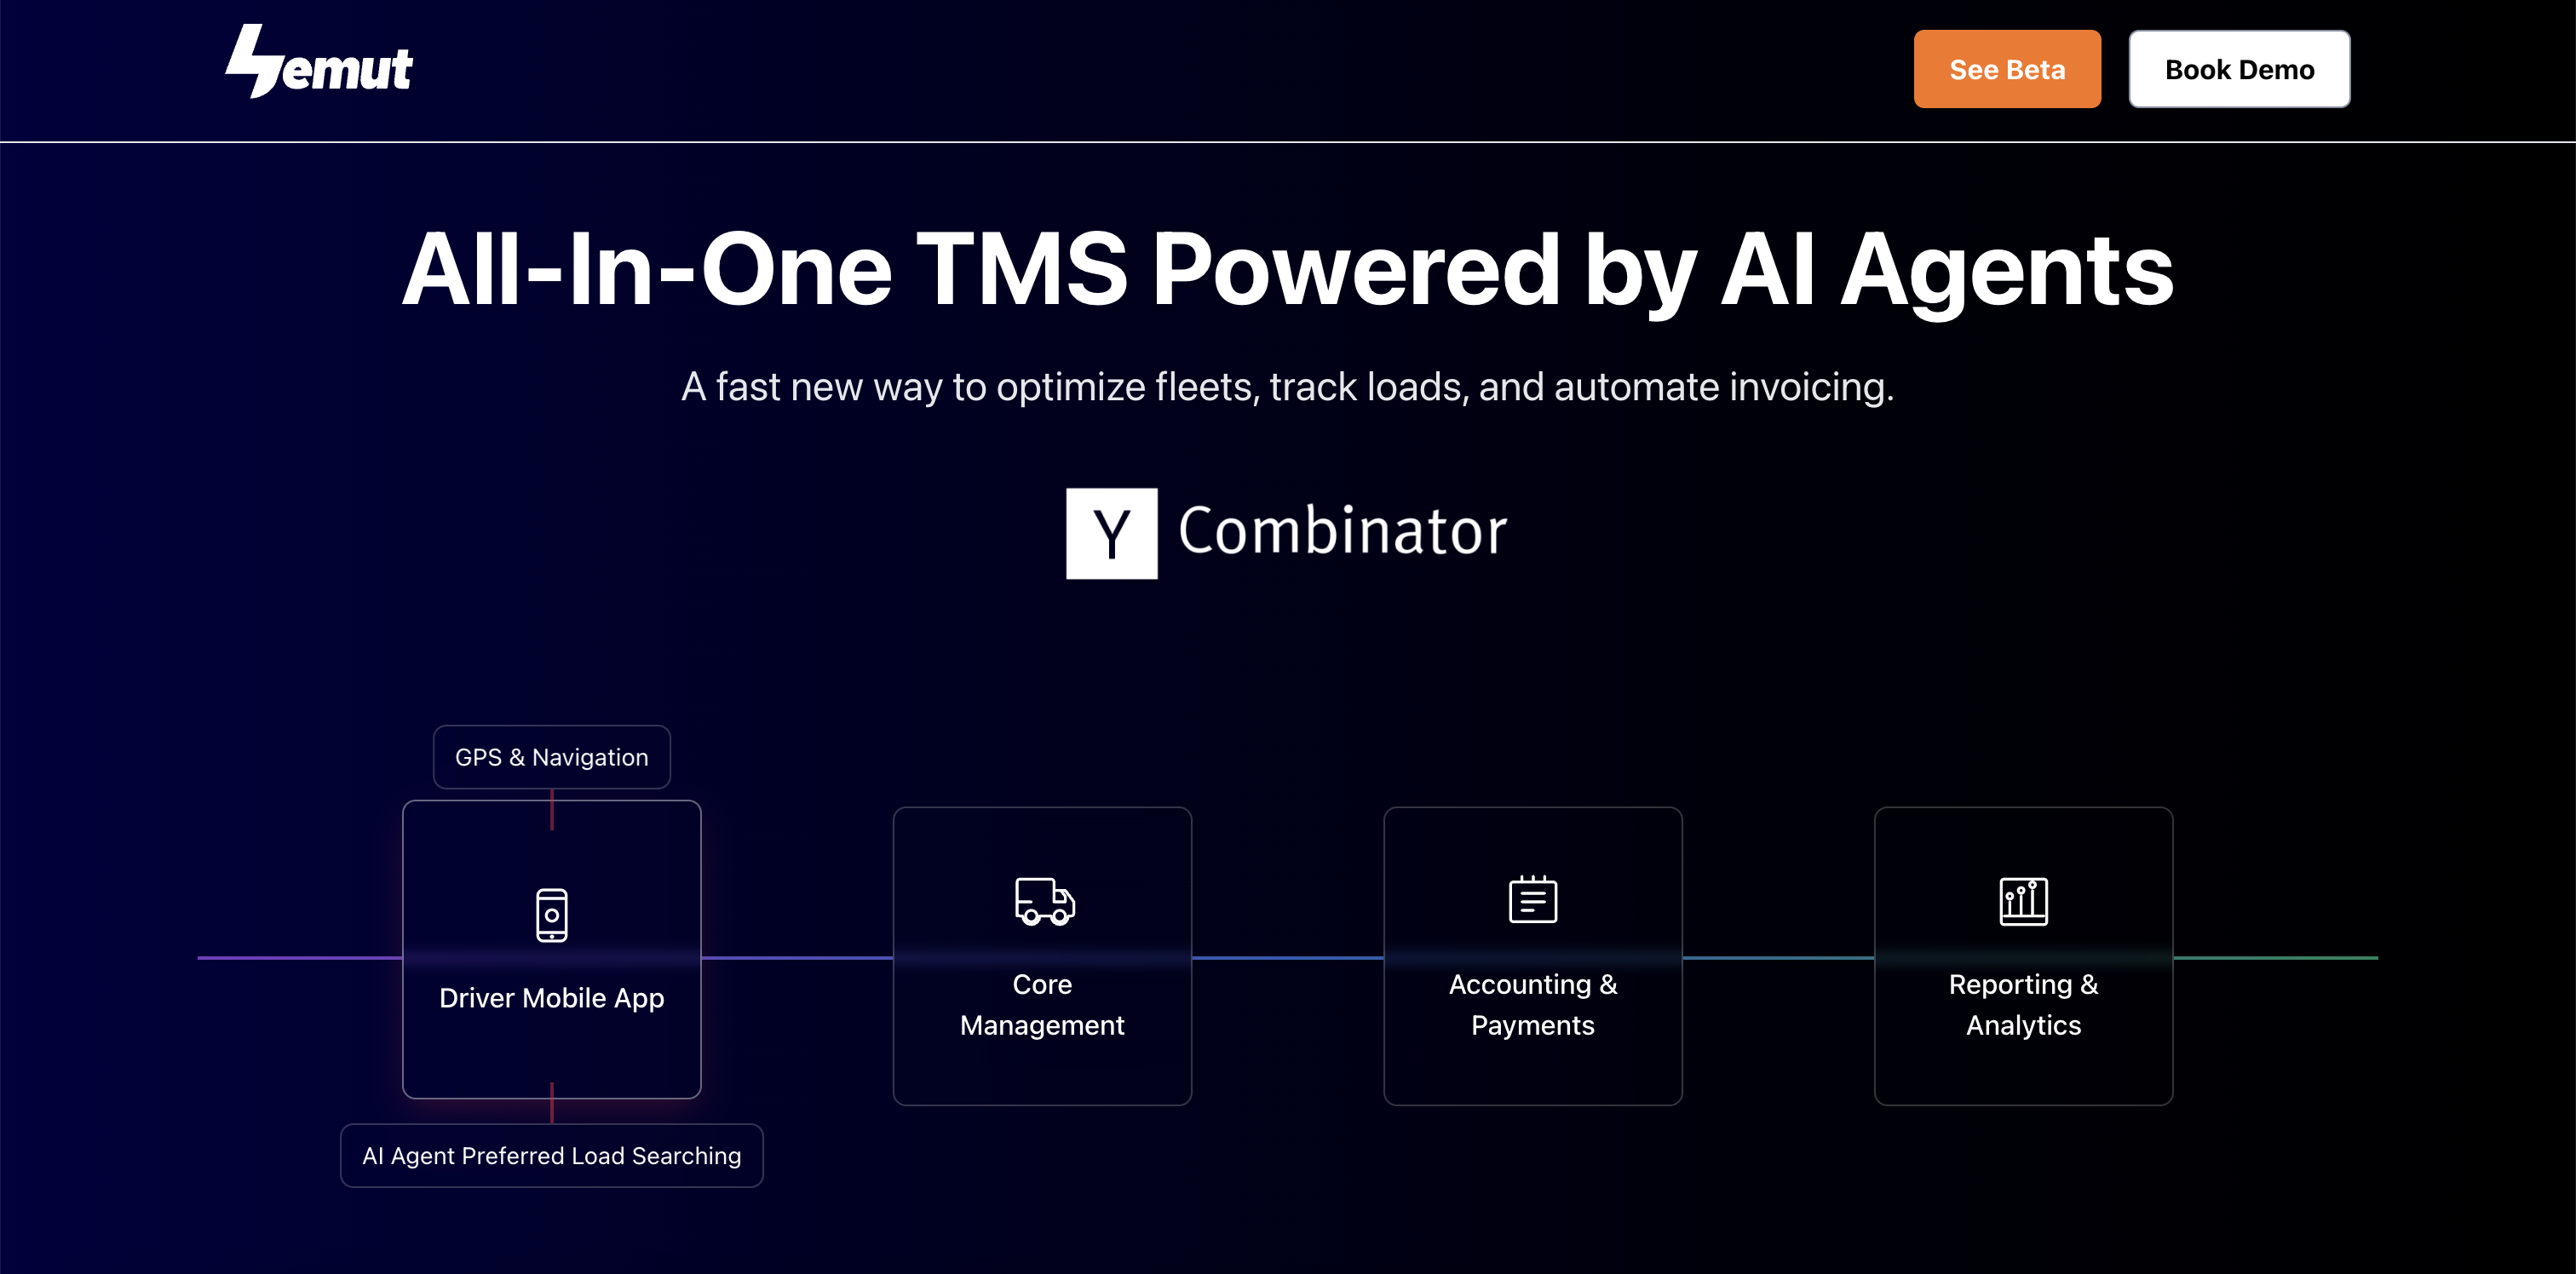 Semut
See Beta
Book Demo
All-In-One TMS Powered by AI Agents
A fast new way to optimize fleets, track loads, and automate invoicing.
Y Combinator
GPS & Navigation
Driver Mobile App
AI Agent Preferred Load Searching
Core
Management
Accounting &
Payments
Reporting &
Analytics